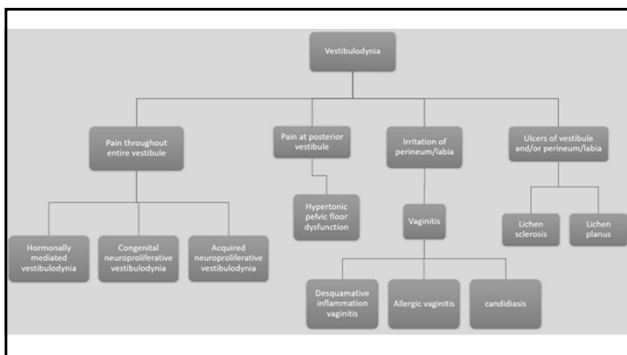 Vestibulodynia
Pain throughout
entire vestibule
Pain at posterior
vestibule
Irritation of
perineum/labia
Ulcers of vestibule
and/or perineum/labia
Hypertonic
pelvic floor
dysfunction
Vaginitis
Lichen
sclerosis
Lichen
planus
Hormonally
mediated
vestibulodynia
Congenital
neuroproliferative
vestibulodynia
Acquired
neuroproliferative
vestibulodynia
Desquamative
inflammation
vaginitis
Allergic vaginitis
candidiasis